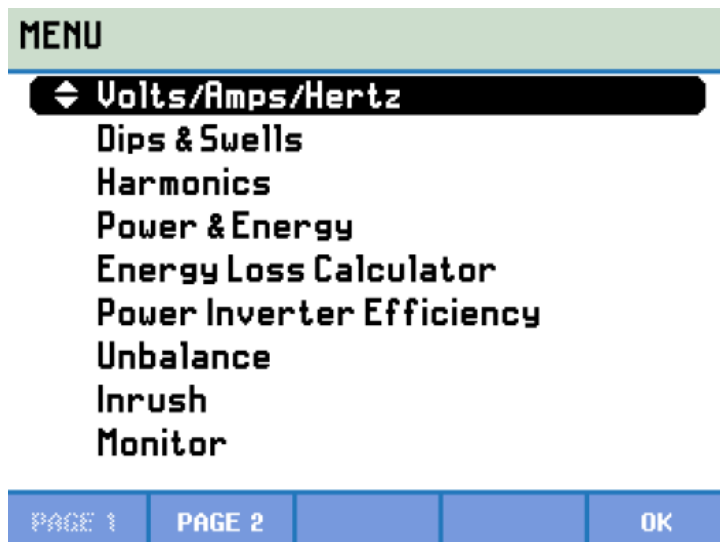 MENU
Volts/Amps/Hertz
Dips & Swells
Harmonics
Power & Energy
Energy Loss Calculator
Power Inverter Efficiency
Unbalance
Inrush
Monitor
PAGE 1 PAGE 2 OK